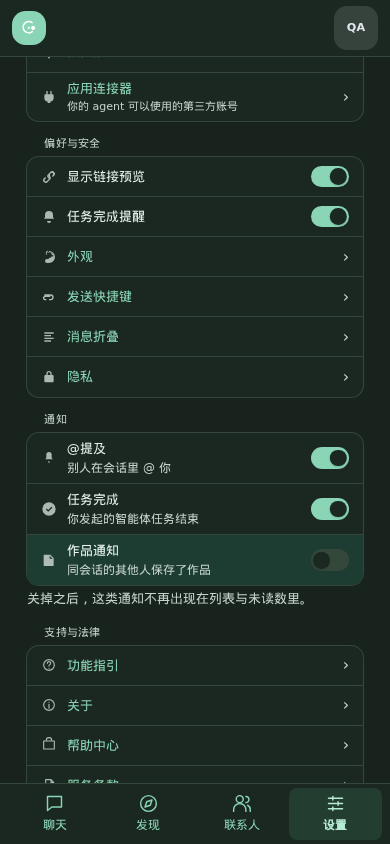 QA
应用连接器
你的 agent 可以使用的第三方账号
偏好与安全
显示链接预览
任务完成提醒
外观
发送快捷键
消息折叠
隐私
通知
@提及
别人在会话里 @ 你
任务完成
你发起的智能体任务结束
作品通知
同会话的其他人保存了作品
关掉之后，这类通知不再出现在列表与未读数里。
支持与法律
功能指引
关于
帮助中心
聊天
发现
联系人
设置